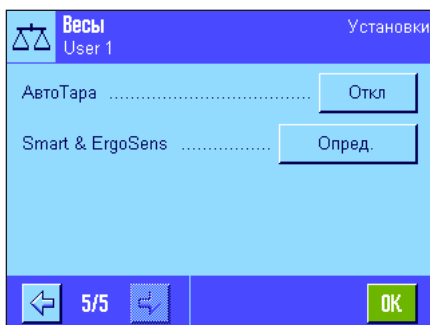 Весы Установки
User 1
АвтоТара ................................... Откл
Smart & ErgoSens ................ Опред.
5/5 OK